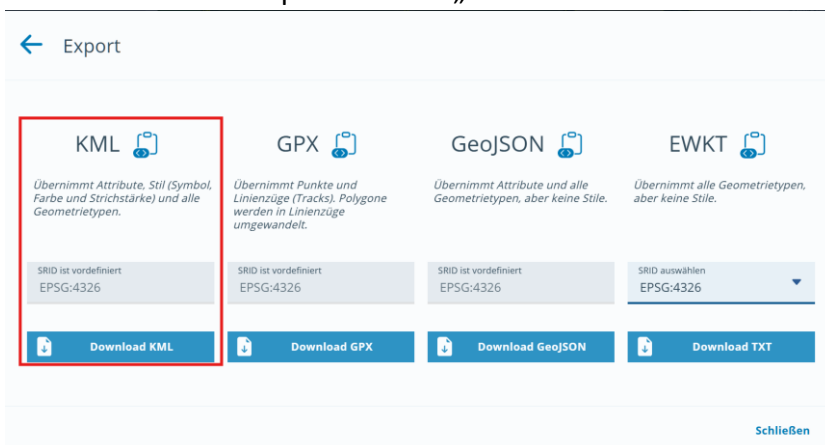 „
Export
KML
Übernimmt Attribute, Stil (Symbol,
Farbe und Strichstärke) und alle
Geometrietypen.
SRID ist vordefiniert
EPSG:4326
Download KML
GPX
Übernimmt Punkte und
Linienzüge (Tracks). Polygone
werden in Linienzüge
umgewandelt.
SRID ist vordefiniert
EPSG:4326
Download GPX
GeoJSON
Übernimmt Attribute und alle
Geometrietypen, aber keine Stile.
SRID ist vordefiniert
EPSG:4326
Download GeoJSON
EWKT
Übernimmt alle Geometrietypen,
aber keine Stile.
SRID auswählen
EPSG:4326
Download TXT
Schließen